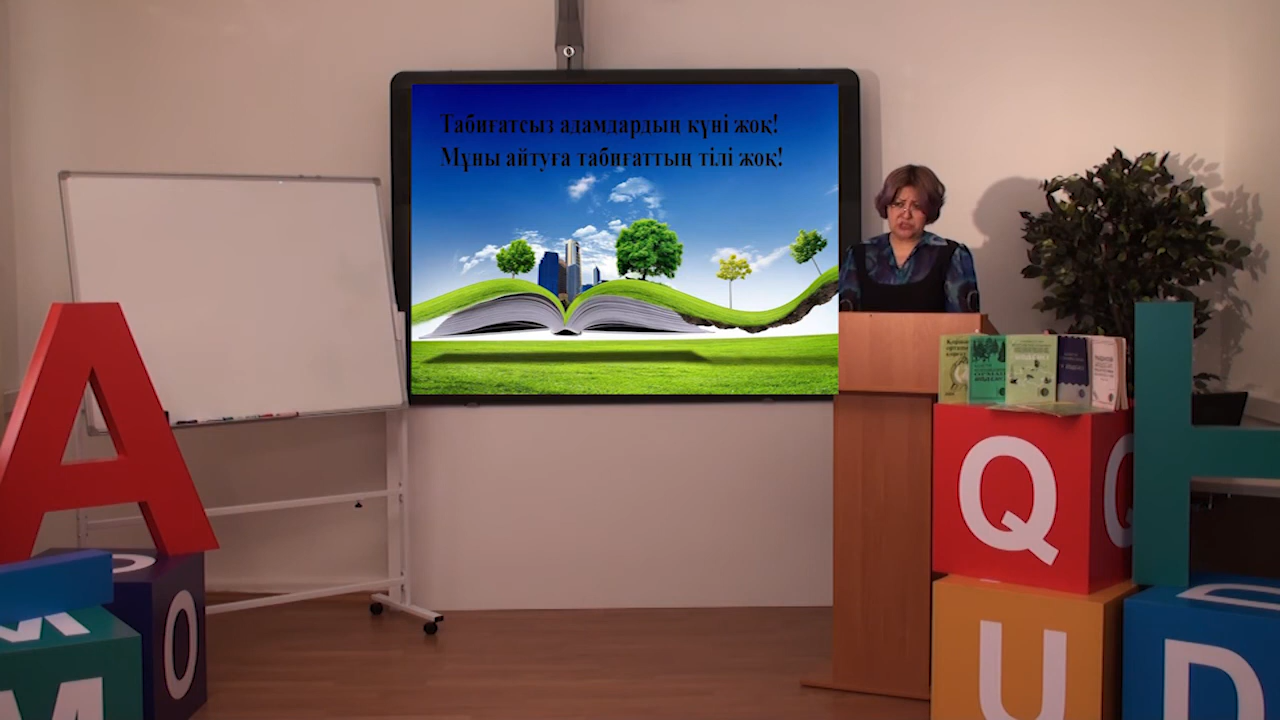 Табиғатсыз адамдардың күні жоқ!
Мұны айтуға табиғаттың тілі жоқ!
A
O
M
M
O
Q
Q
U
D
D